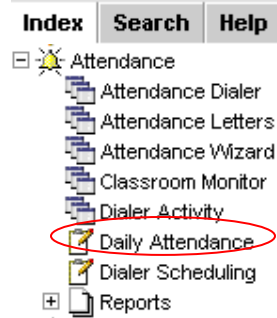 Index Search Help
Attendance
Attendance Dialer
Attendance Letters
Attendance Wizard
Classroom Monitor
Dialer Activity
Daily Attendance
Dialer Scheduling
Reports